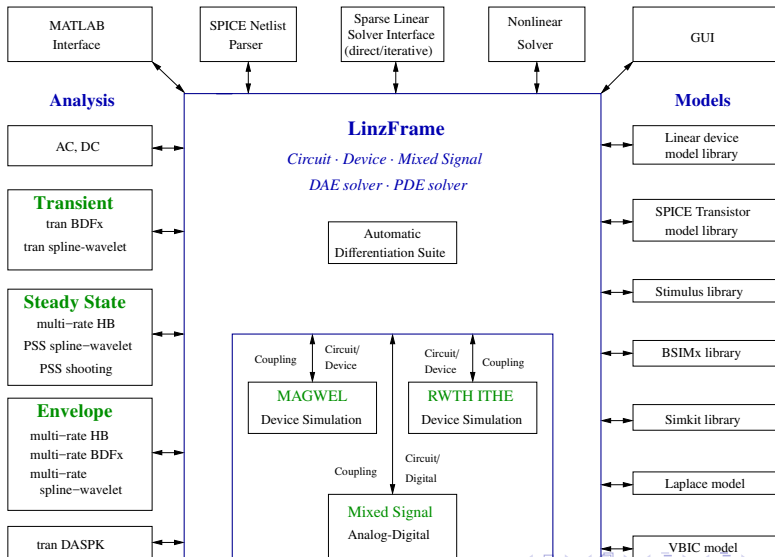 MATLAB
Interface
SPICE Netlist
Parser
Sparse Linear
Solver Interface
(direct/iterative)
Nonlinear
Solver
GUI
Analysis
AC, DC
Transient
tran BDFx
tran spline-wavelet
Steady State
multi-rate HB
PSS spline-wavelet
PSS shooting
Envelope
multi-rate HB
multi-rate BDFx
multi-rate
spline-wavelet
tran DASPK
LinzFrame
Circuit · Device · Mixed Signal
DAE solver · PDE solver
Automatic
Differentiation Suite
Coupling
Circuit/
Device
Circuit/
Device
Coupling
MAGWEL
Device Simulation
RWTH ITHE
Device Simulation
Coupling
Circuit/
Digital
Mixed Signal
Analog-Digital
Models
Linear device
model library
SPICE Transistor
model library
Stimulus library
BSIMx library
Simkit library
Laplace model
VBIC model